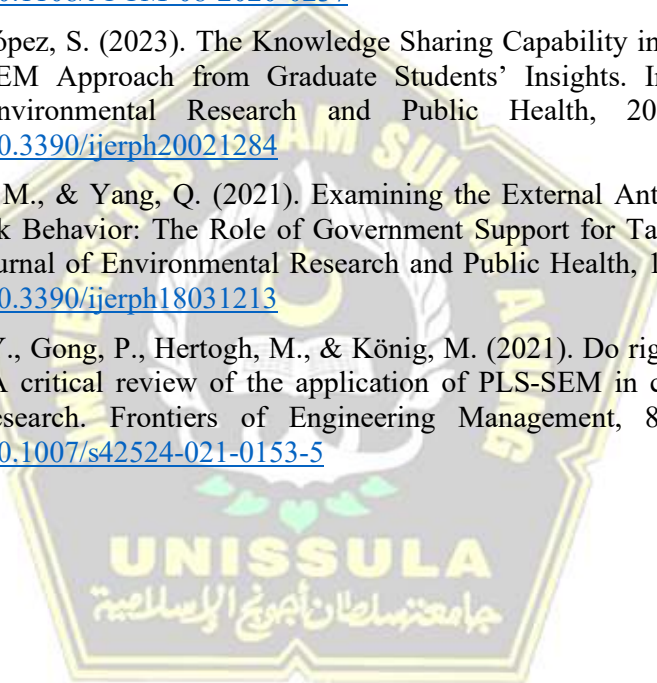 ópez, S. (2023). The Knowledge Sharing Capability in
EM Approach from Graduate Students’ Insights. In
nvironmental Research and Public Health, 20
0.3390/ijerph20021284
M., & Yang, Q. (2021). Examining the External Ant
k Behavior: The Role of Government Support for Ta
urnal of Environmental Research and Public Health, 1
0.3390/ijerph18031213
Y., Gong, P., Hertogh, M., & König, M. (2021). Do rig
A critical review of the application of PLS-SEM in c
esearch. Frontiers of Engineering Management, 8
0.1007/s42524-021-0153-5
UNIVERSITAS ISLAM SULTAN AGUNG
UNISSULA
جامعة سلطان أجونج الإسلامية